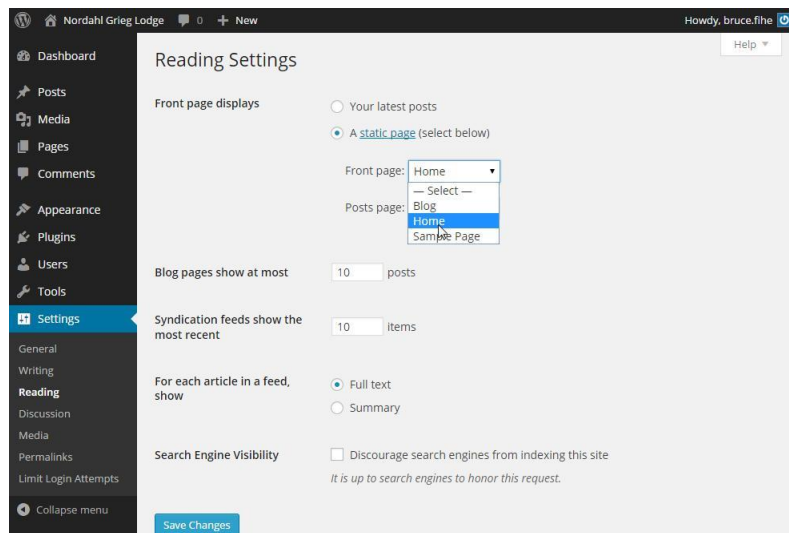 Nordahl Grieg Lodge 0 + New Howdy, bruce.fihe
Help
Dashboard
Posts
Media
Pages
Comments
Appearance
Plugins
Users
Tools
Settings
General
Writing
Reading
Discussion
Media
Permalinks
Limit Login Attempts
Collapse menu
Reading Settings
Front page displays
Your latest posts
A static page (select below)
Front page: Home
— Select —
Blog
Home
Sample Page
Posts page:
Blog pages show at most 10 posts
Syndication feeds show the
most recent
10 items
For each article in a feed,
show
Full text
Summary
Search Engine Visibility
Discourage search engines from indexing this site
It is up to search engines to honor this request.
Save Changes